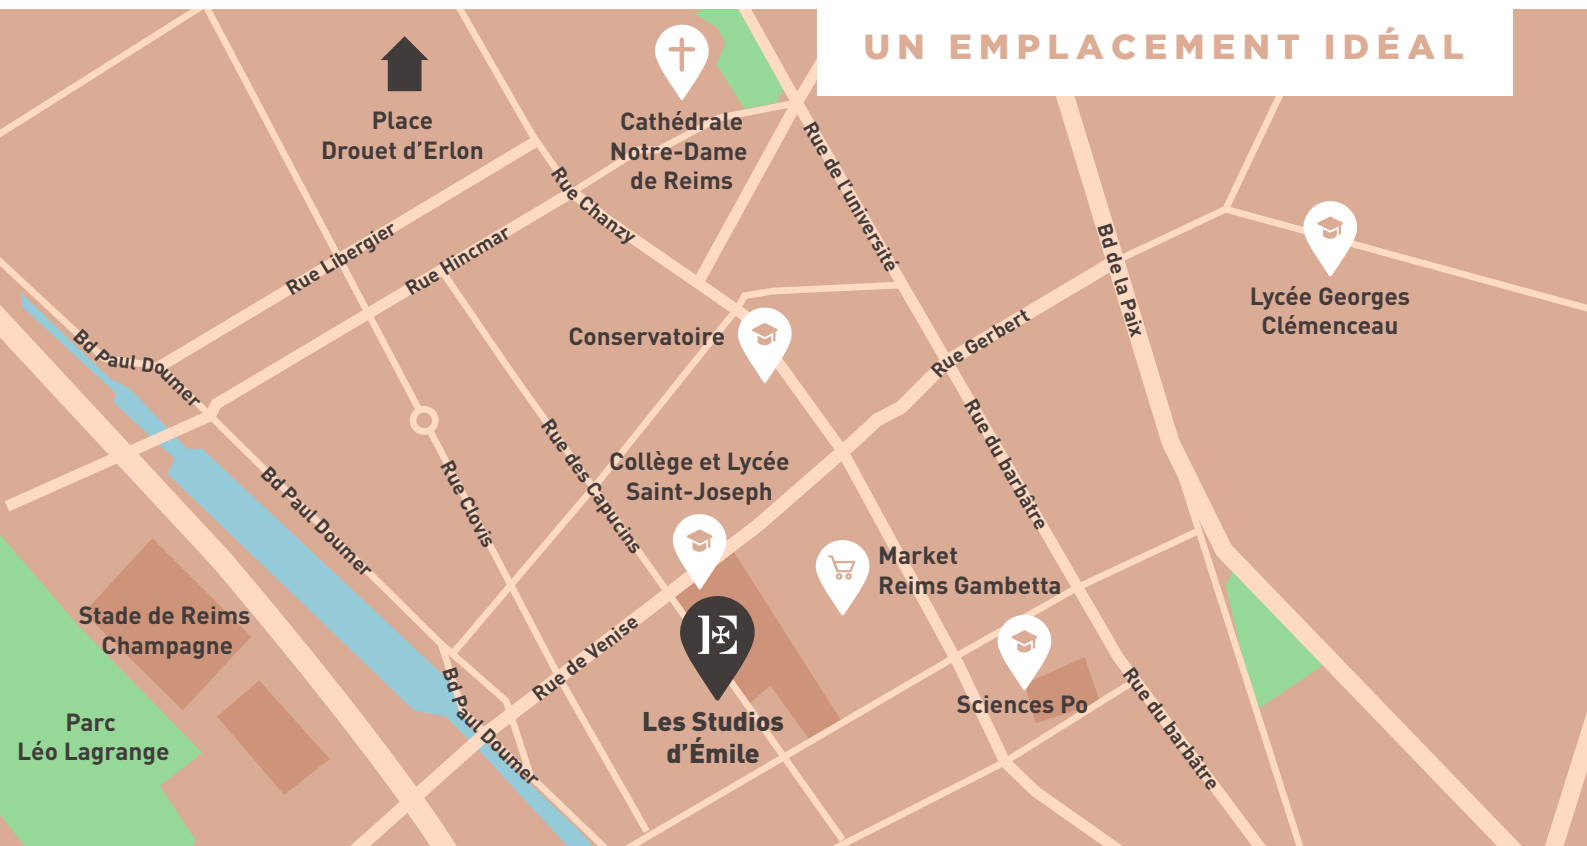 UN EMPLACEMENT IDÉAL
Place
Drouet d’Erlon
Cathédrale
Notre-Dame
de Reims
Rue de l’université
Rue Chanzy
Rue Libergier
Rue Hincmar
Bd de la Paix
Lycée Georges
Clémenceau
Conservatoire
Rue Gerbert
Bd Paul Doumer
Rue des Capucins
Rue du barbâtre
Collège et Lycée
Saint-Joseph
Rue Clovis
Bd Paul Doumer
Market
Reims Gambetta
Stade de Reims
Champagne
Rue de Venise
E
Sciences Po
Les Studios
d’Émile
Parc
Léo Lagrange
Bd Paul Doumer
Rue du barbâtre